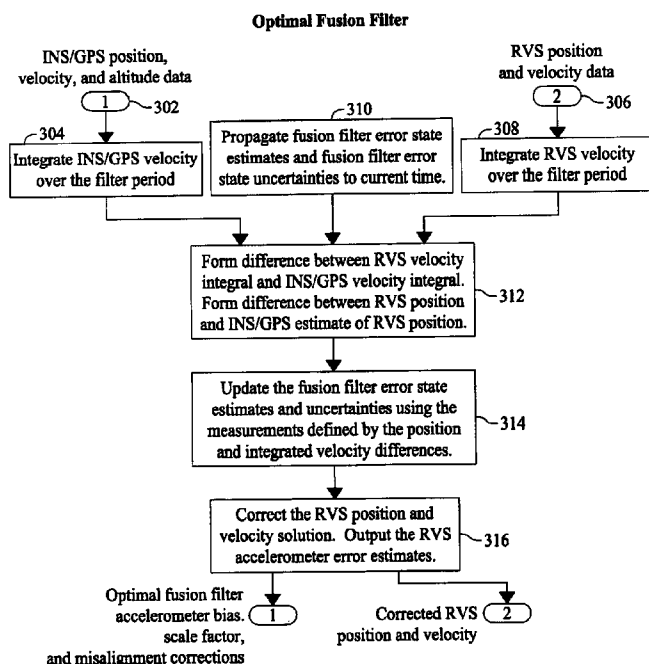 Optimal Fusion Filter
INS/GPS position,
velocity, and altitude data
1
302
RVS position
and velocity data
2
306
304
Integrate INS/GPS velocity
over the filter period
310
Propagate fusion filter error state
estimates and fusion filter error
state uncertainties to current time.
308
Integrate RVS velocity
over the filter period
Form difference between RVS velocity
integral and INS/GPS velocity integral.
Form difference between RVS position
and INS/GPS estimate of RVS position.
312
Update the fusion filter error state
estimates and uncertainties using the
measurements defined by the position
and integrated velocity differences.
314
Correct the RVS position and
velocity solution. Output the RVS
accelerometer error estimates.
316
Optimal fusion filter
accelerometer bias.
scale factor,
and misalignment corrections
1
Corrected RVS
position and velocity
2